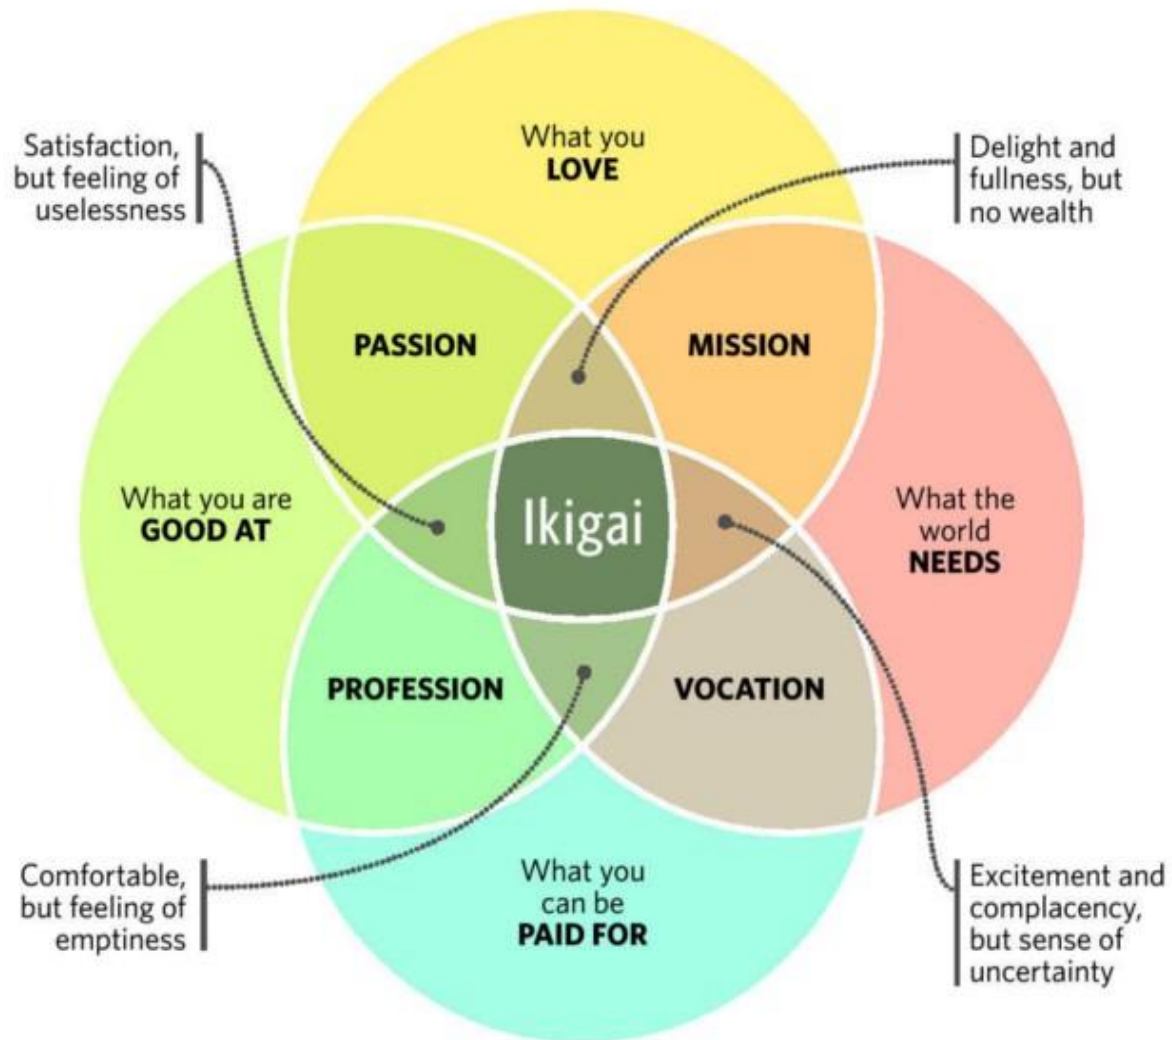 What you
LOVE
Satisfaction,
but feeling of
uselessness
Delight and
fullness, but
no wealth
PASSION
MISSION
What you are
GOOD AT
Ikigai
What the
world
NEEDS
PROFESSION
VOCATION
Comfortable,
but feeling of
emptiness
What you
can be
PAID FOR
Excitement and
complacency,
but sense of
uncertainty